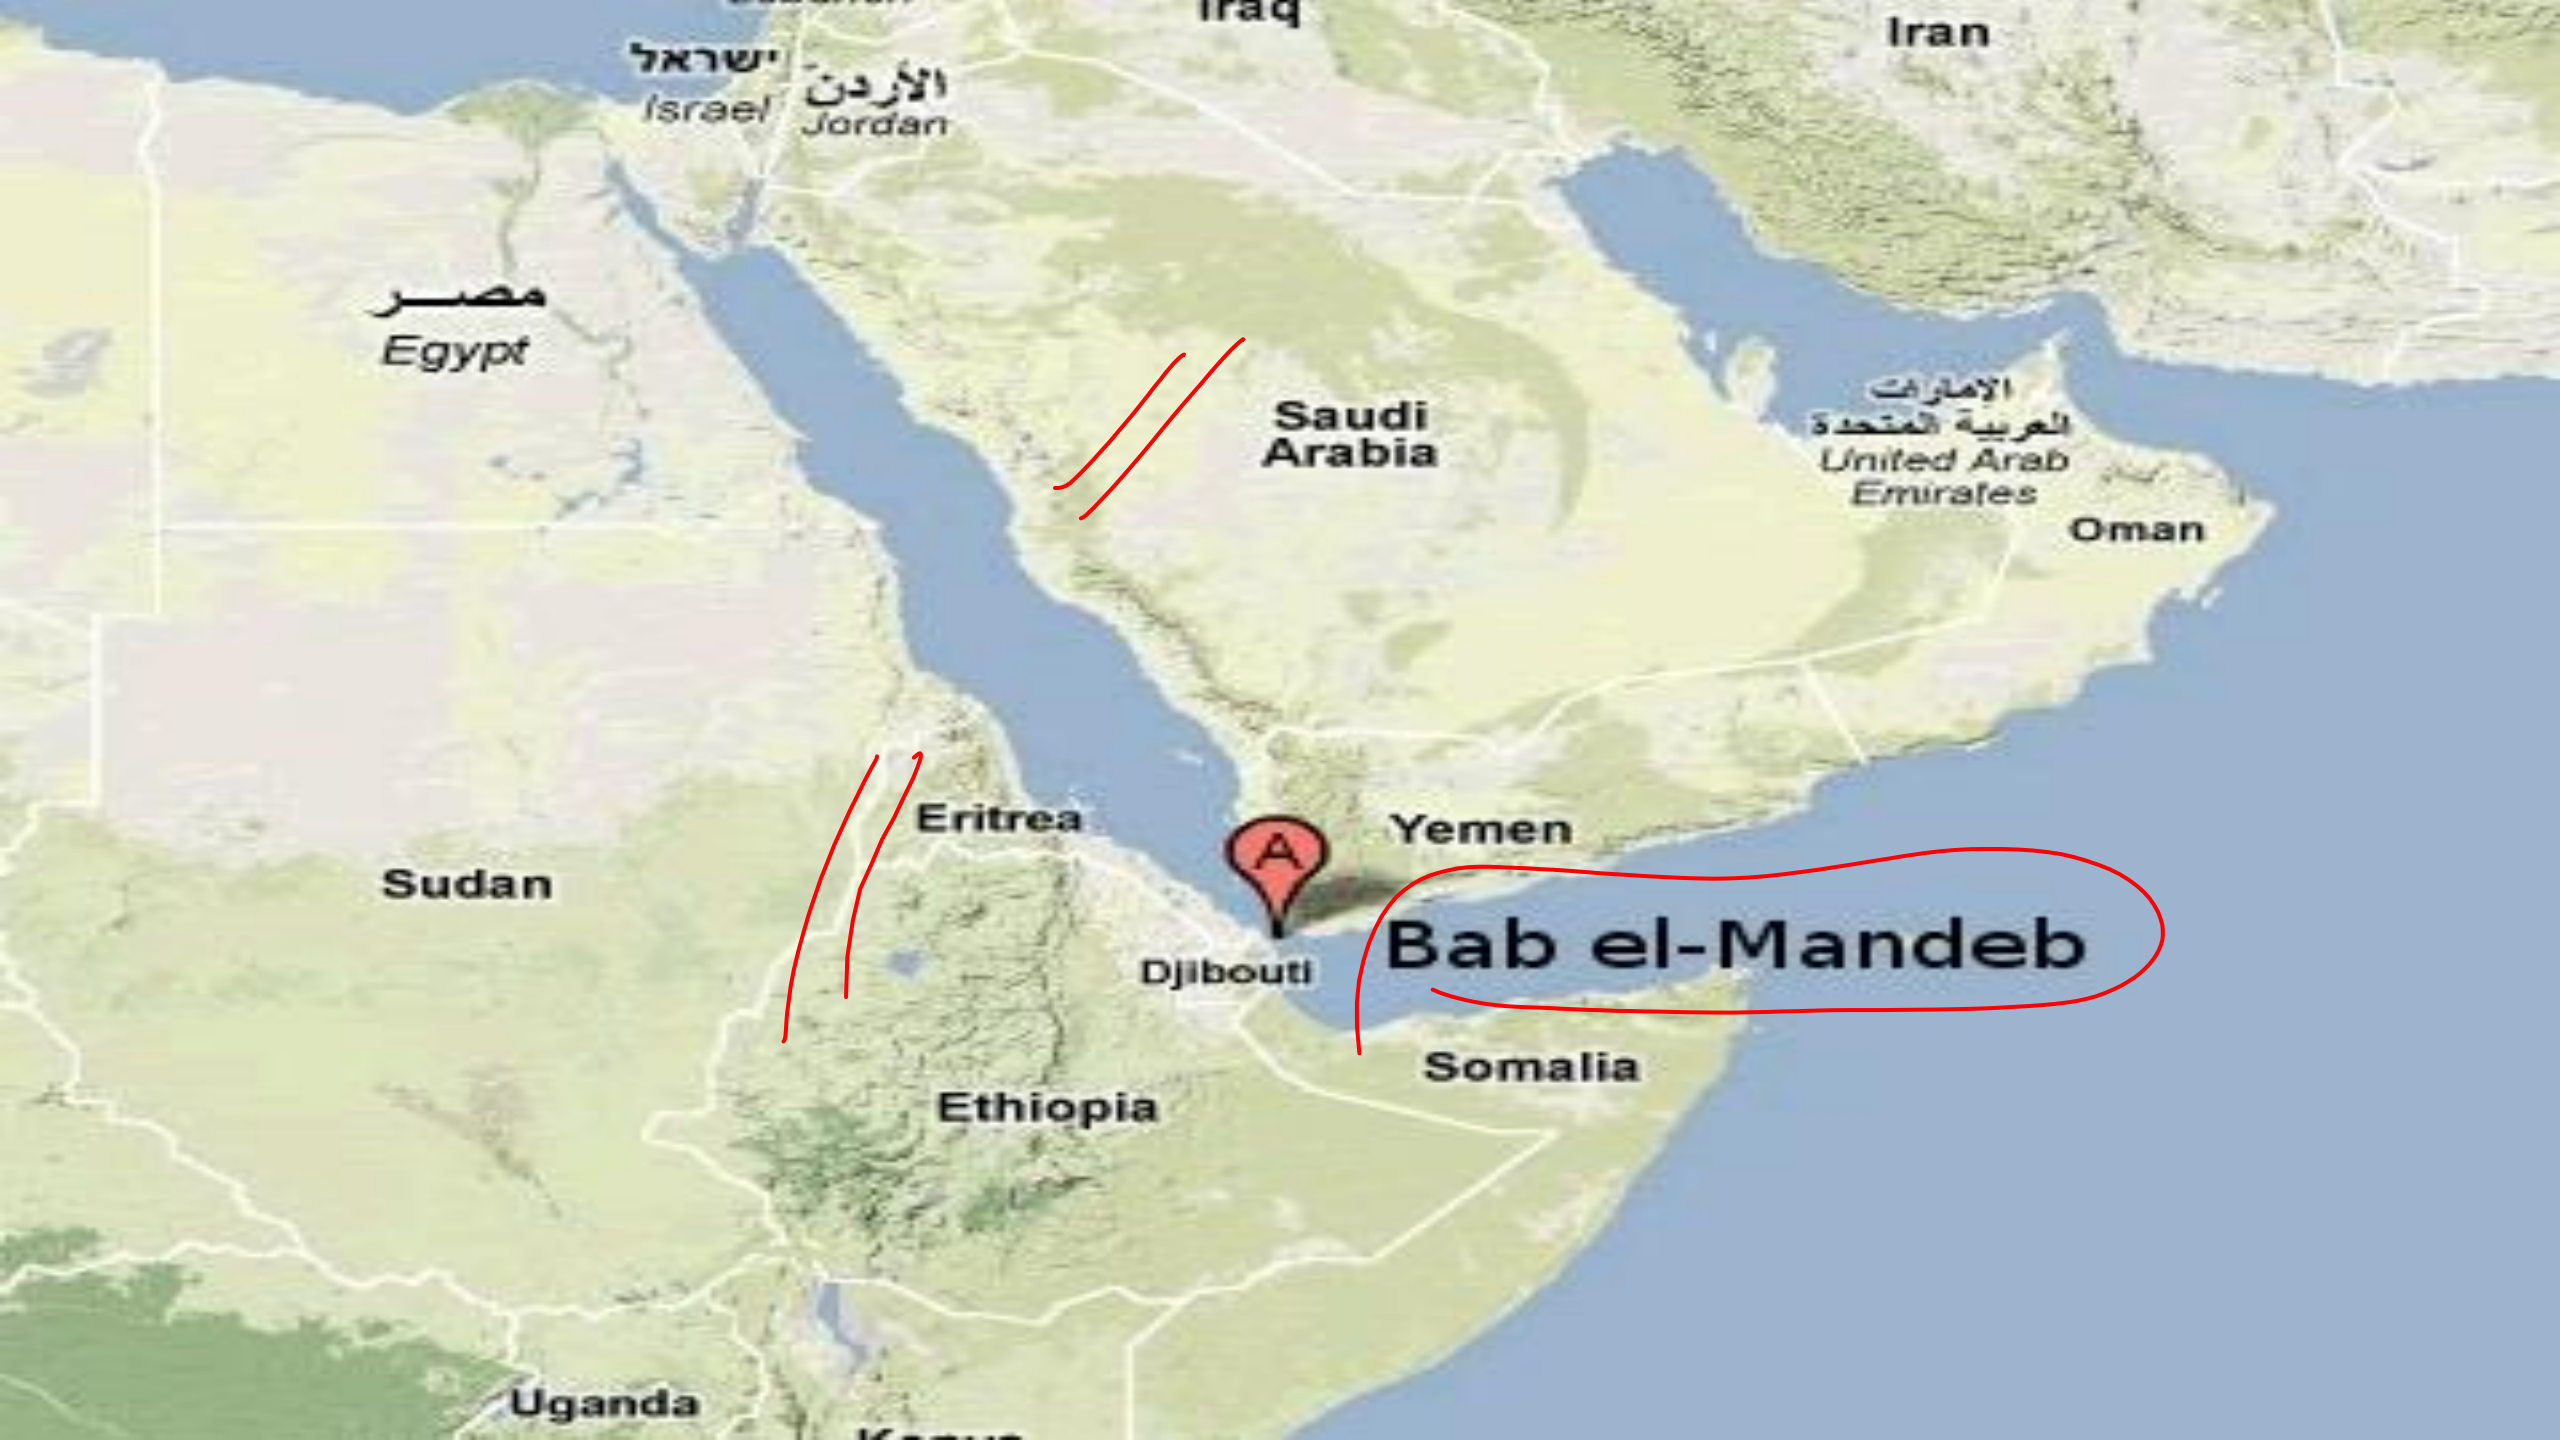 Iraq
Iran
ישראל
Israel
الأردن
Jordan
مصر
Egypt
Saudi
Arabia
الإمارات
العربية المتحدة
United Arab
Emirates
Oman
Eritrea
Yemen
A
Sudan
Bab el-Mandeb
Djibouti
Somalia
Ethiopia
Uganda